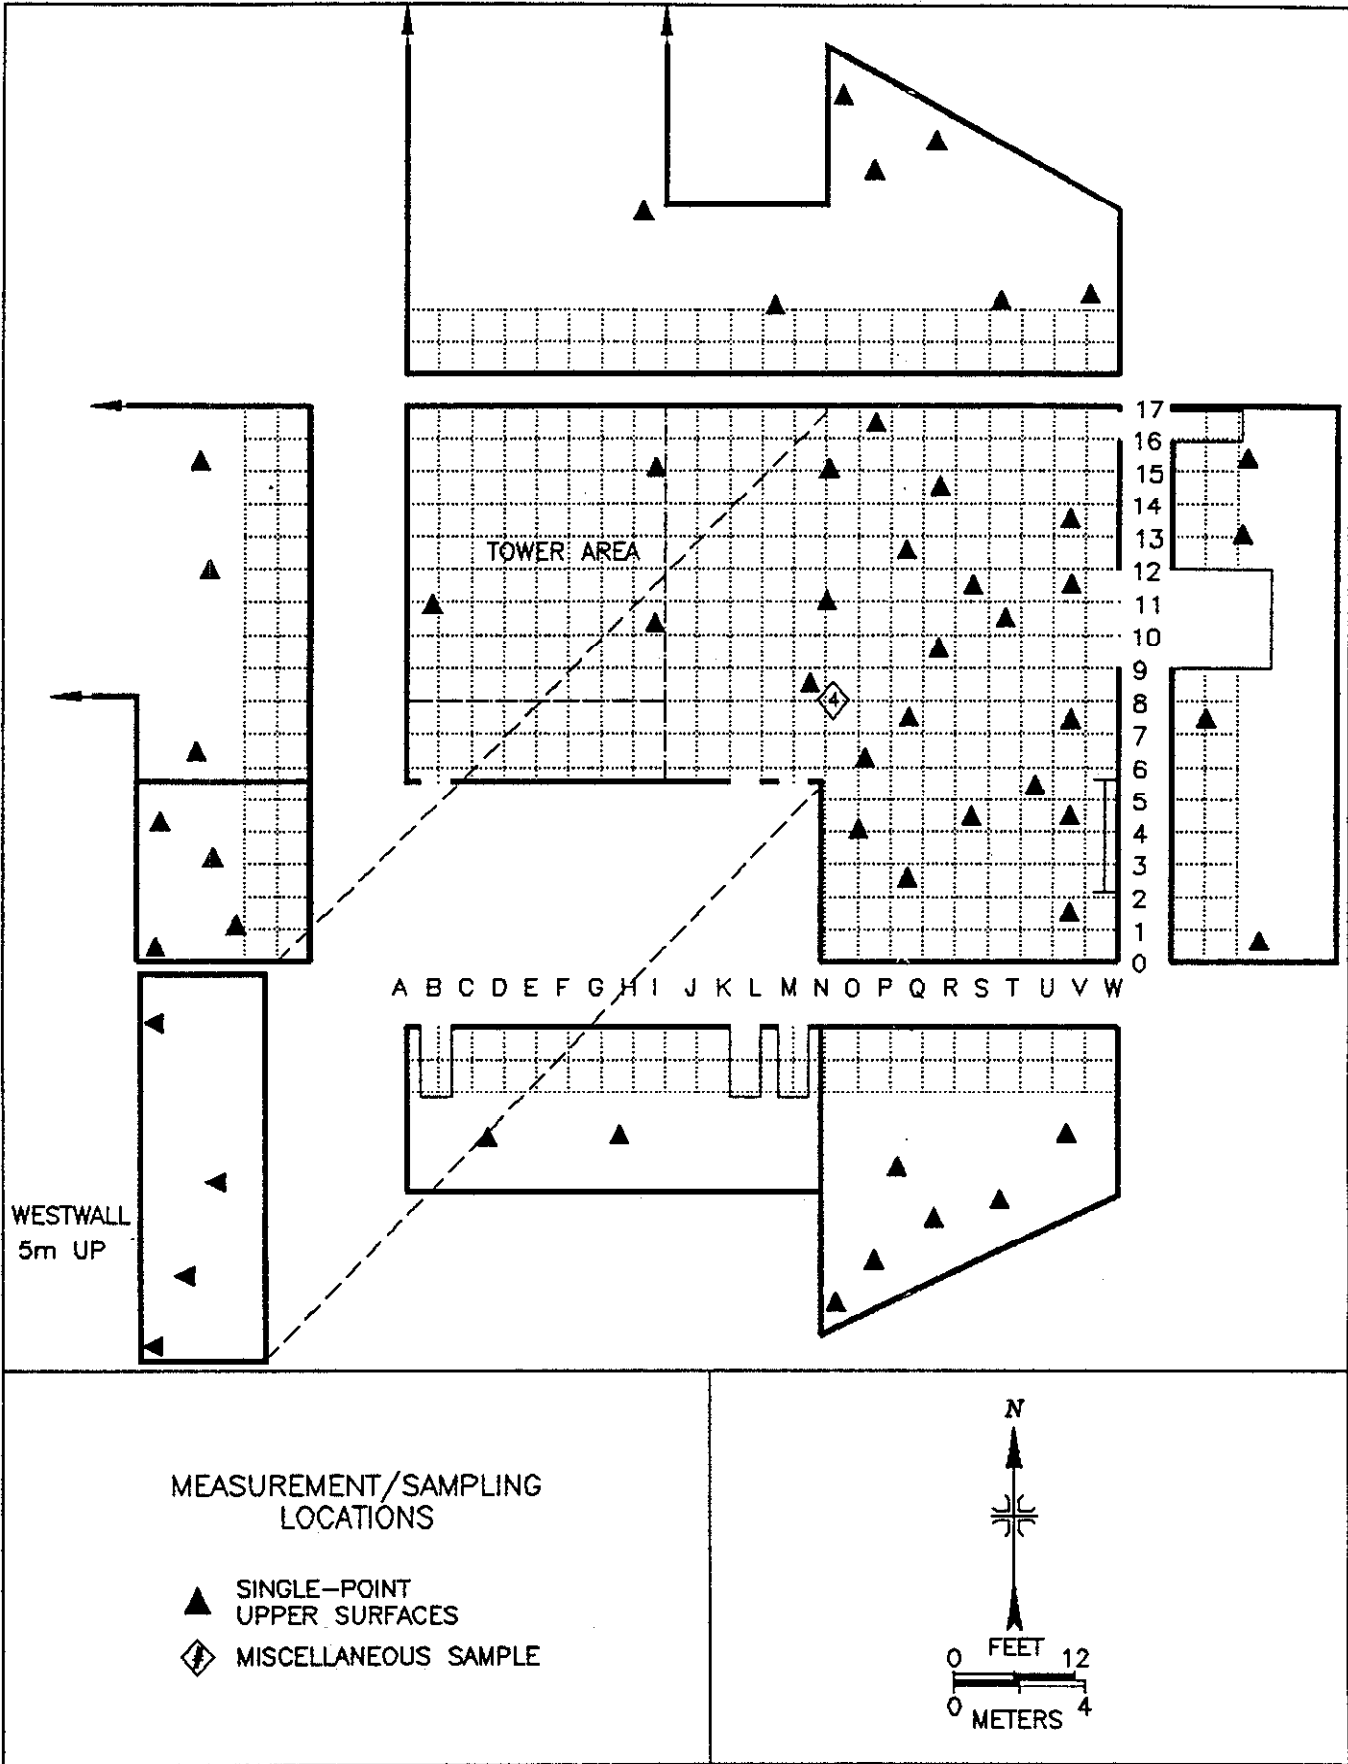 17
16
15
14
13
TOWER AREA
12
11
10
9
8
4
7
6
5
4
3
2
1
0
A B C D E F G H I J K L M N O P Q R S T U V W
WESTWALL
5m UP
MEASUREMENT/SAMPLING
LOCATIONS
SINGLE-POINT
UPPER SURFACES
# MISCELLANEOUS SAMPLE
N
FEET
0 12
0 4
METERS